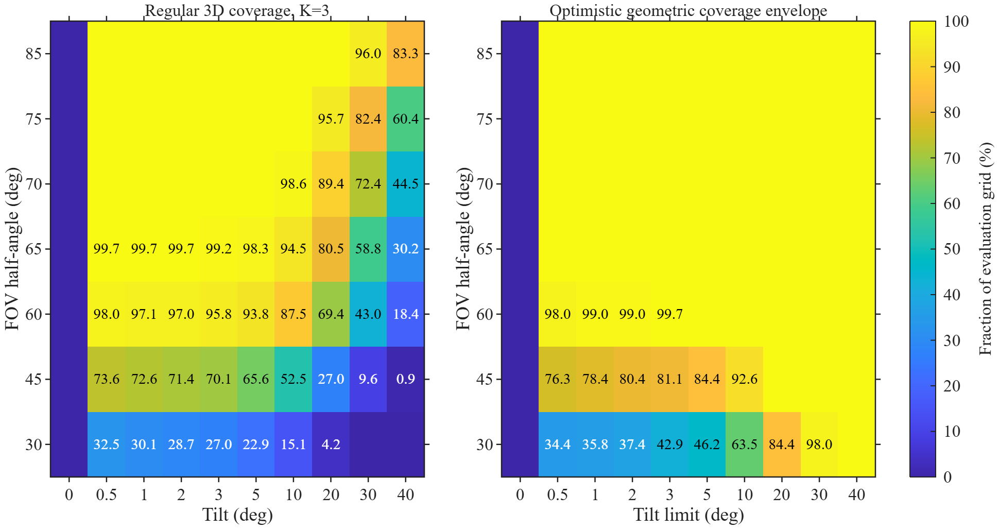 Regular 3D coverage, K=3
Optimistic geometric coverage envelope
FOV half-angle (deg)
85 96.0 83.3
75 95.7 82.4 60.4
70 98.6 89.4 72.4 44.5
65 99.7 99.7 99.7 99.2 98.3 94.5 80.5 58.8 30.2
60 98.0 97.1 97.0 95.8 93.8 87.5 69.4 43.0 18.4
45 73.6 72.6 71.4 70.1 65.6 52.5 27.0 9.6 0.9
30 32.5 30.1 28.7 27.0 22.9 15.1 4.2
0 0.5 1 2 3 5 10 20 30 40
Tilt (deg)
FOV half-angle (deg)
85
75
70
65
60 98.0 99.0 99.0 99.7
45 76.3 78.4 80.4 81.1 84.4 92.6
30 34.4 35.8 37.4 42.9 46.2 63.5 84.4 98.0
0 0.5 1 2 3 5 10 20 30 40
Tilt limit (deg)
100
90
80
70
60
50
40
30
20
10
0
Fraction of evaluation grid (%)